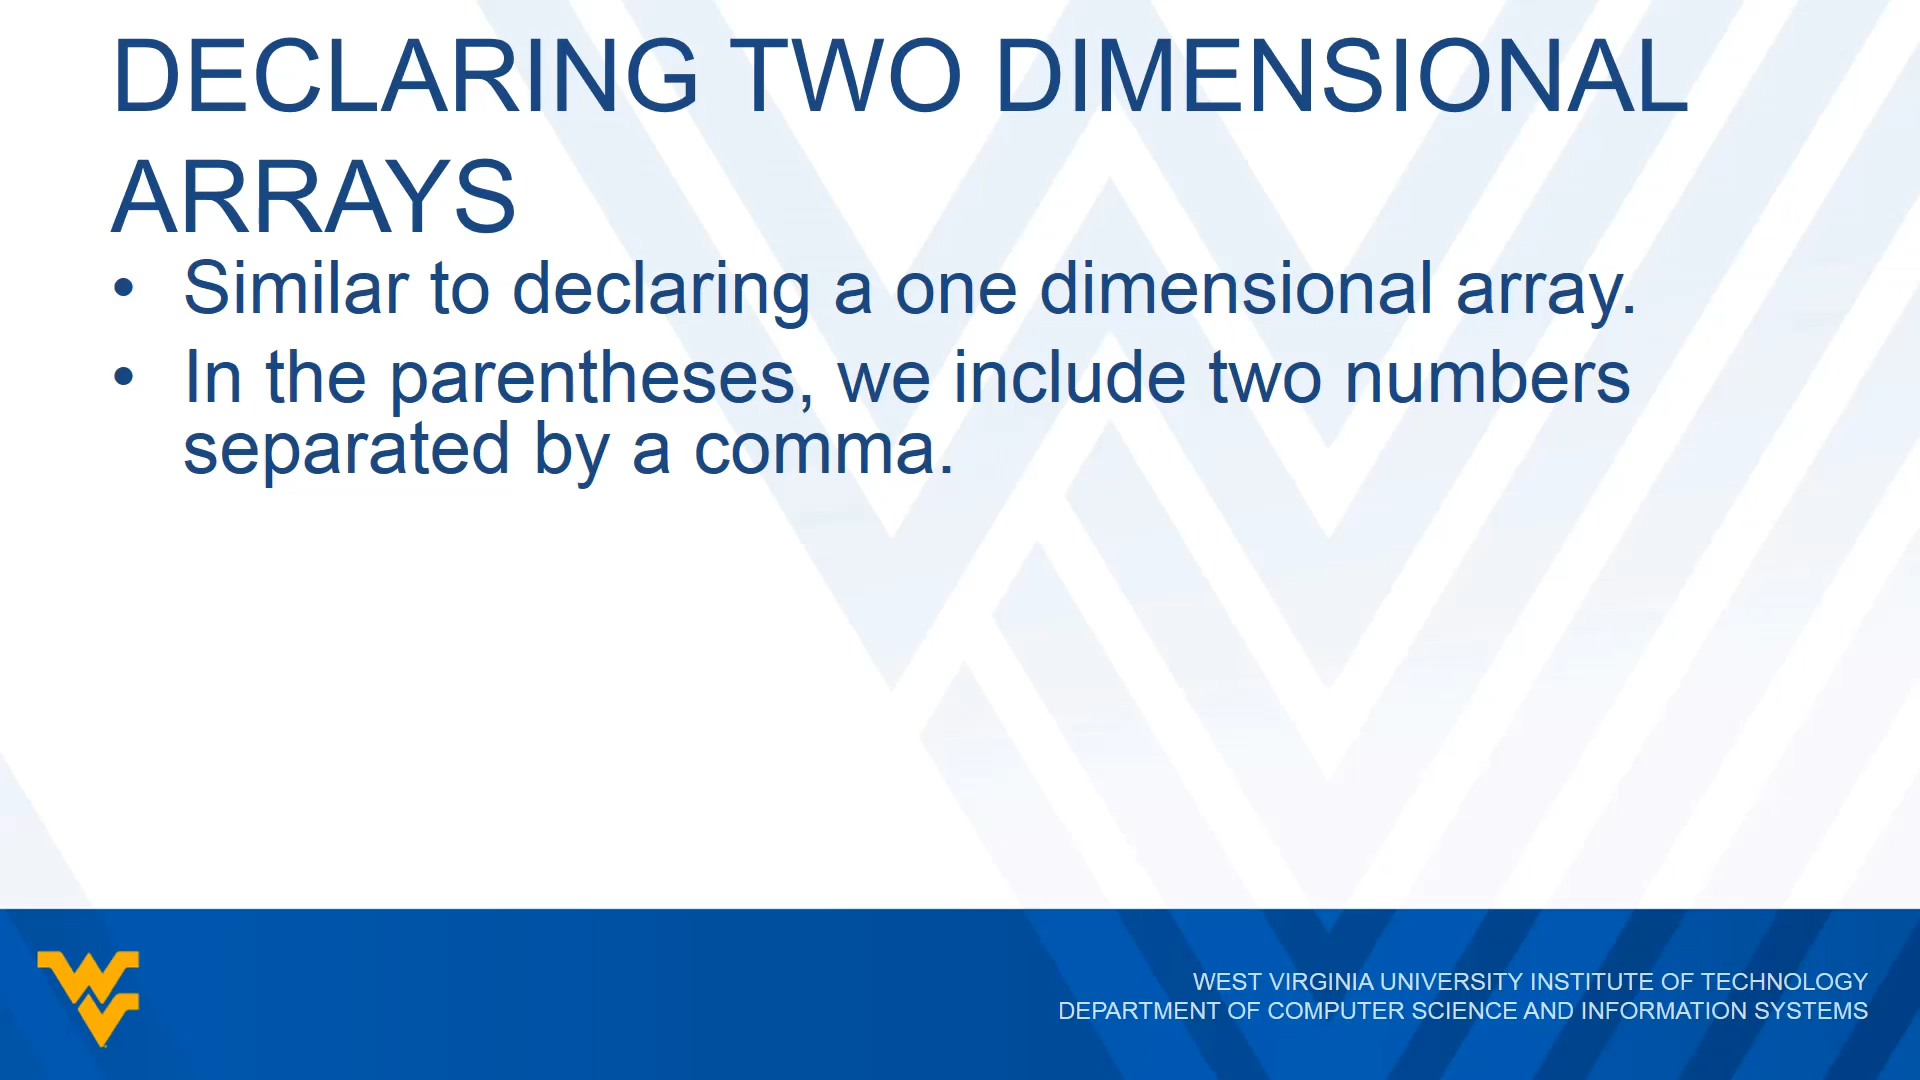 DECLARING TWO DIMENSIONAL
ARRAYS
• Similar to declaring a one dimensional array.
• In the parentheses, we include two numbers
separated by a comma.
WEST VIRGINIA UNIVERSITY INSTITUTE OF TECHNOLOGY
DEPARTMENT OF COMPUTER SCIENCE AND INFORMATION SYSTEMS